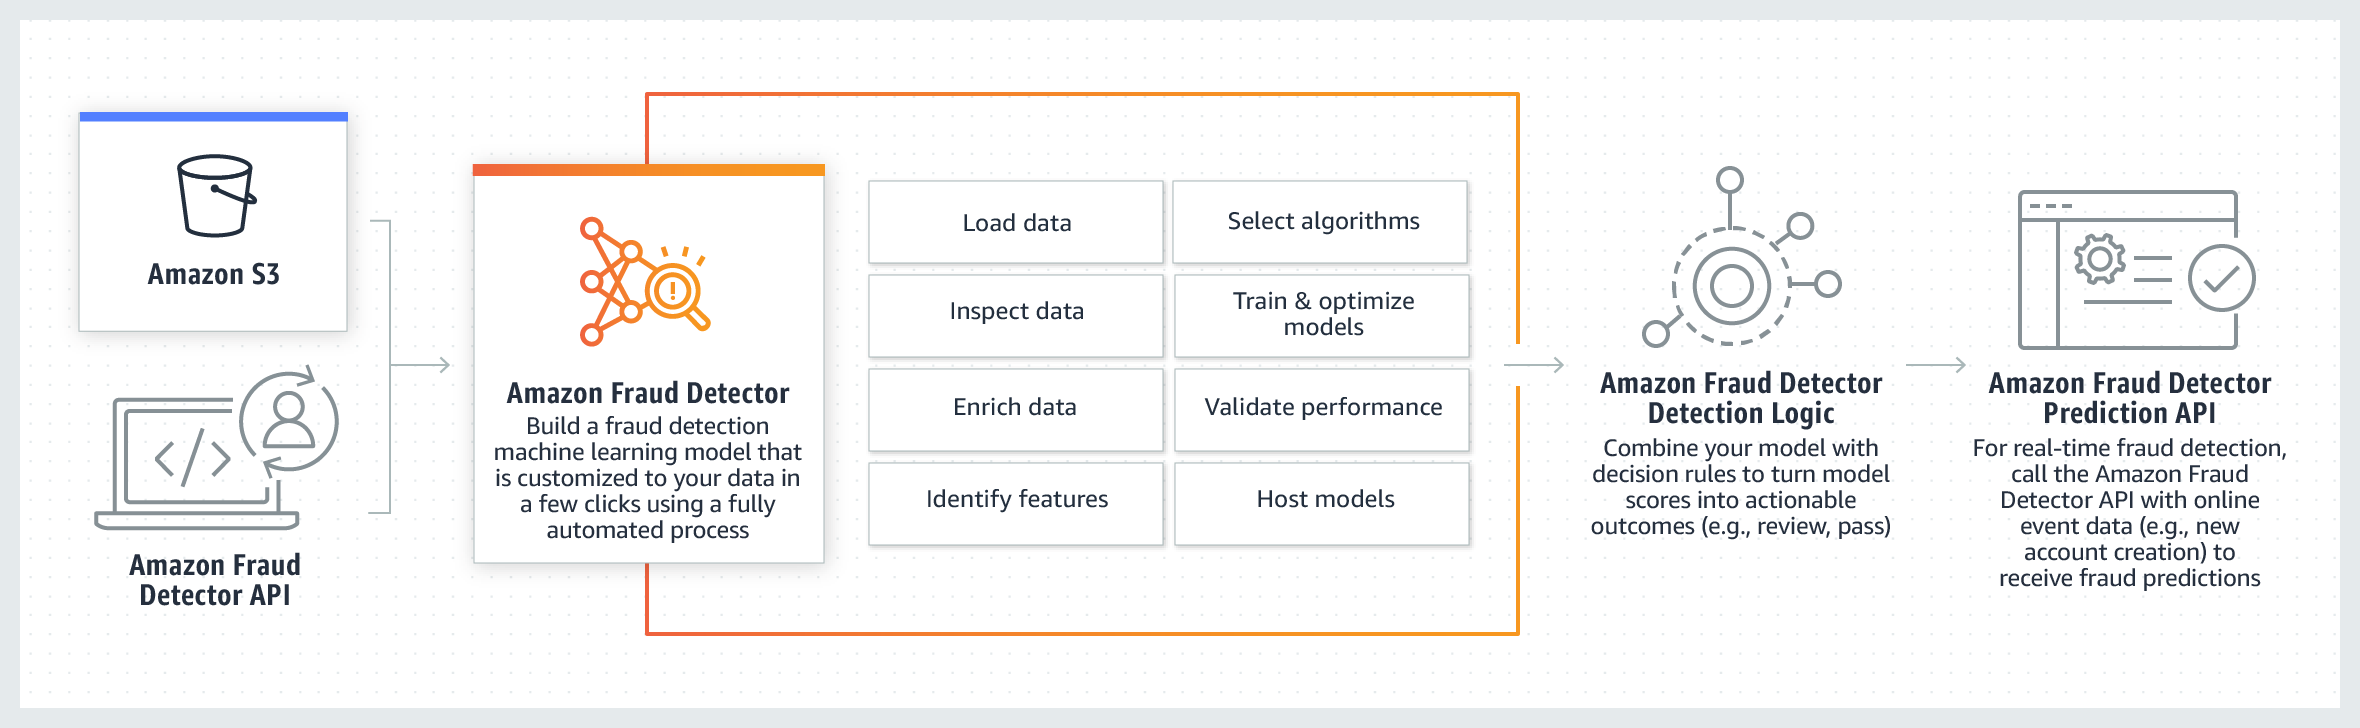 Amazon S3
Amazon Fraud
Detector API
Amazon Fraud Detector
Build a fraud detection
machine learning model that
is customized to your data in
a few clicks using a fully
automated process
Load data
Select algorithms
Inspect data
Train & optimize
models
Enrich data
Validate performance
Identify features
Host models
Amazon Fraud Detector
Detection Logic
Combine your model with
decision rules to turn model
scores into actionable
outcomes (e.g., review, pass)
Amazon Fraud Detector
Prediction API
For real-time fraud detection,
call the Amazon Fraud
Detector API with online
event data (e.g., new
account creation) to
receive fraud predictions